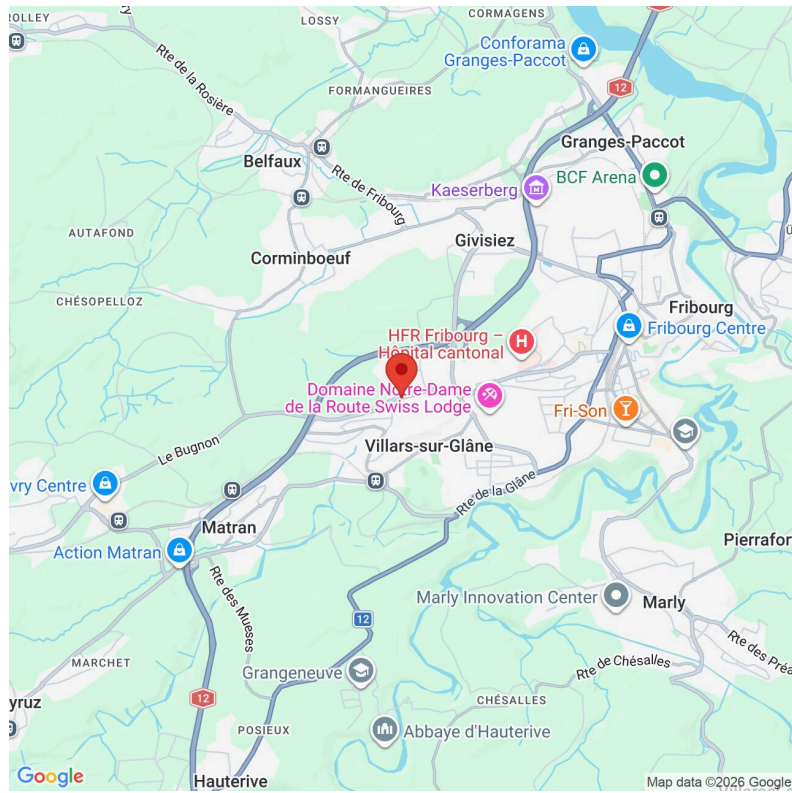 ROLLEY
LOSSY
CORMAGENS
12
Conforama
Granges-Paccot
Rte de la Rosière
FORMANGUEIRES
12
Granges-Paccot
Belfaux
Rte de Fribourg
BCF Arena
Kaeserberg
AUTAFOND
Givisiez
Corminboeuf
CHÉSOPELLOZ
Fribourg
Fribourg Centre
HFR Fribourg –
Hôpital cantonal
H
Domaine Notre-Dame
de la Route Swiss Lodge
Fri-Son
Villars-sur-Glâne
Le Bugnon
vry Centre
Rte de la Glâne
Matran
Action Matran
Pierrafor
Rte des Mueses
Marly Innovation Center
Marly
12
Rte des Préa
MARCHET
Grangeneuve
Rte de Chésalles
12
yruz
CHÉSALLES
POSIEUX
Abbaye d'Hauterive
Google
Hauterive
Map data ©2026 Google